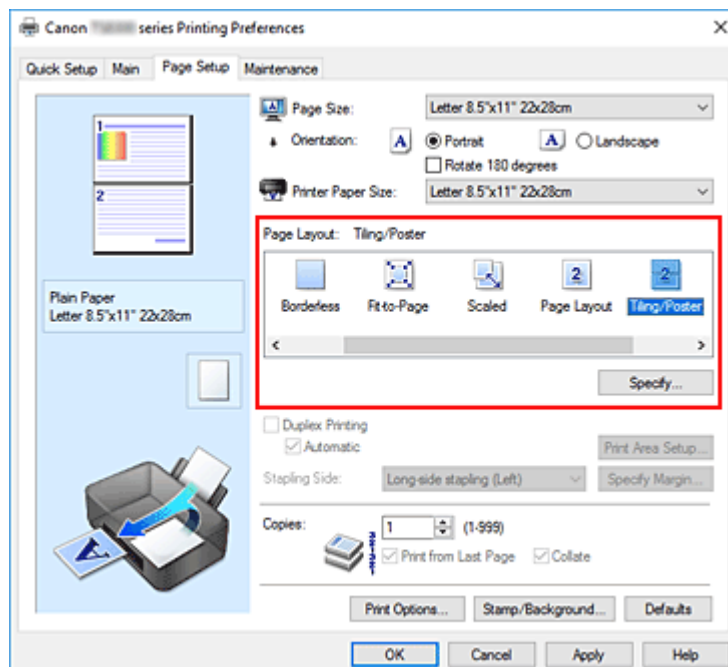 Canon series Printing Preferences
Quick Setup Main Page Setup Maintenance
1
2
Plain Paper
Letter 8.5"x11" 22x28cm
A
Page Size: Letter 8.5"x11" 22x28cm
Orientation: A Portrait A Landscape
Rotate 180 degrees
Printer Paper Size: Letter 8.5"x11" 22x28cm
Page Layout: Tiling/Poster
2 2
Borderless Fit-to-Page Scaled Page Layout Tiling/Poster
Specify...
Duplex Printing
Automatic Print Area Setup...
Stapling Side: Long-side stapling (Left) Specify Margin...
Copies: 1 (1-999)
Print from Last Page Collate
Print Options... Stamp/Background... Defaults
OK Cancel Apply Help